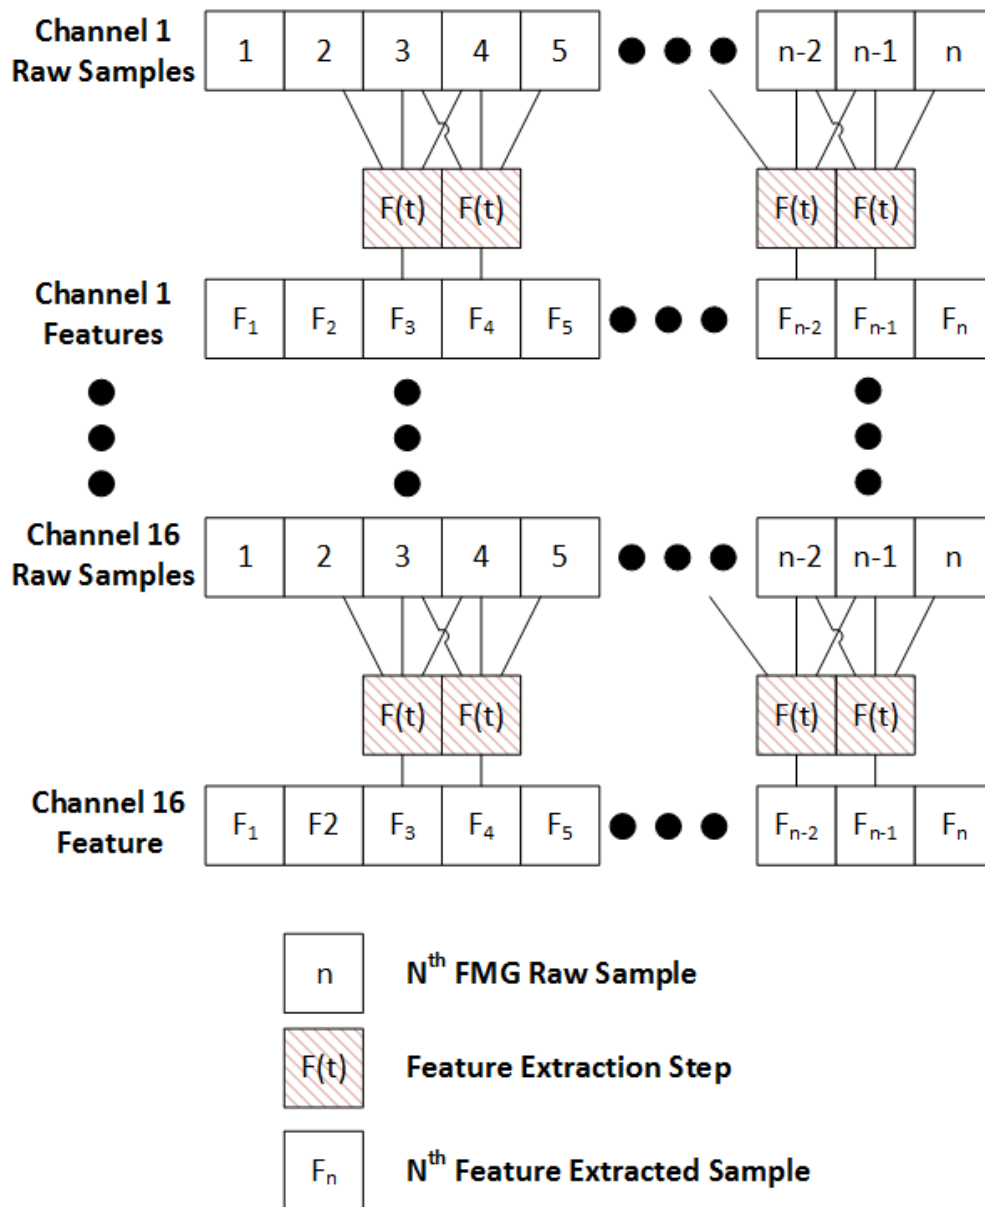 Channel 1
Raw Samples
1 2 3 4 5 n-2 n-1 n
F(t) F(t) F(t) F(t)
Channel 1
Features
F₁ F₂ F₃ F₄ F₅ Fₙ₋₂ Fₙ₋₁ Fₙ
Channel 16
Raw Samples
1 2 3 4 5 n-2 n-1 n
F(t) F(t) F(t) F(t)
Channel 16
Feature
F₁ F2 F₃ F₄ F₅ Fₙ₋₂ Fₙ₋₁ Fₙ
n Nᵗʰ FMG Raw Sample
F(t) Feature Extraction Step
Fₙ Nᵗʰ Feature Extracted Sample